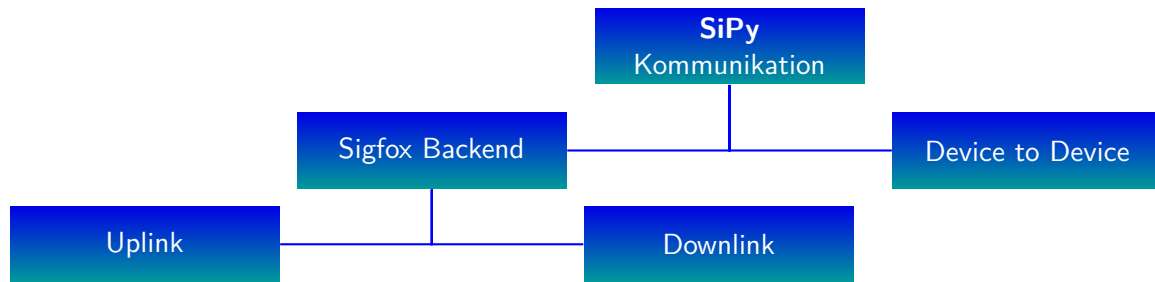 SiPy
Kommunikation
Sigfox Backend
Device to Device
Uplink
Downlink